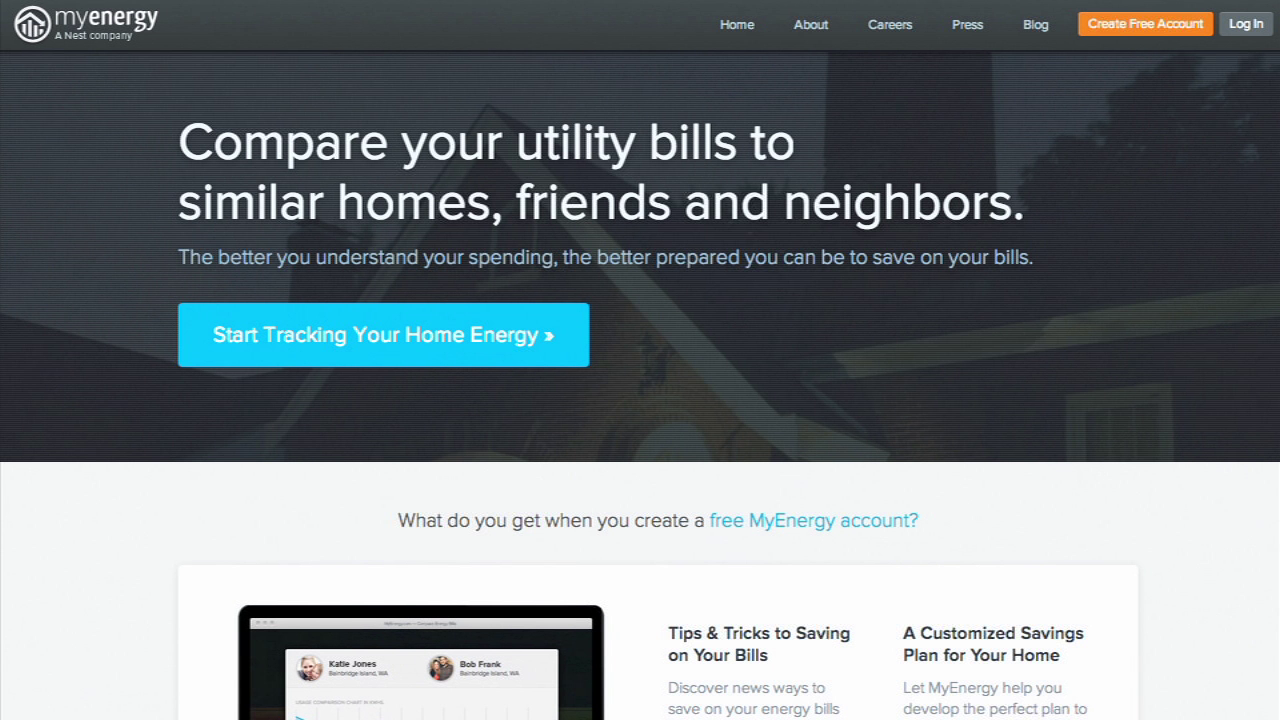 myenergy
A Nest company
Home
About
Careers
Press
Blog
Create Free Account
Log In
Compare your utility bills to
similar homes, friends and neighbors.
The better you understand your spending, the better prepared you can be to save on your bills.
Start Tracking Your Home Energy »
What do you get when you create a free MyEnergy account?
Katie Jones
Bainbridge Island, WA
Bob Frank
Bainbridge Island, WA
Tips & Tricks to Saving
on Your Bills
Discover news ways to
save on your energy bills
A Customized Savings
Plan for Your Home
Let MyEnergy help you
develop the perfect plan to